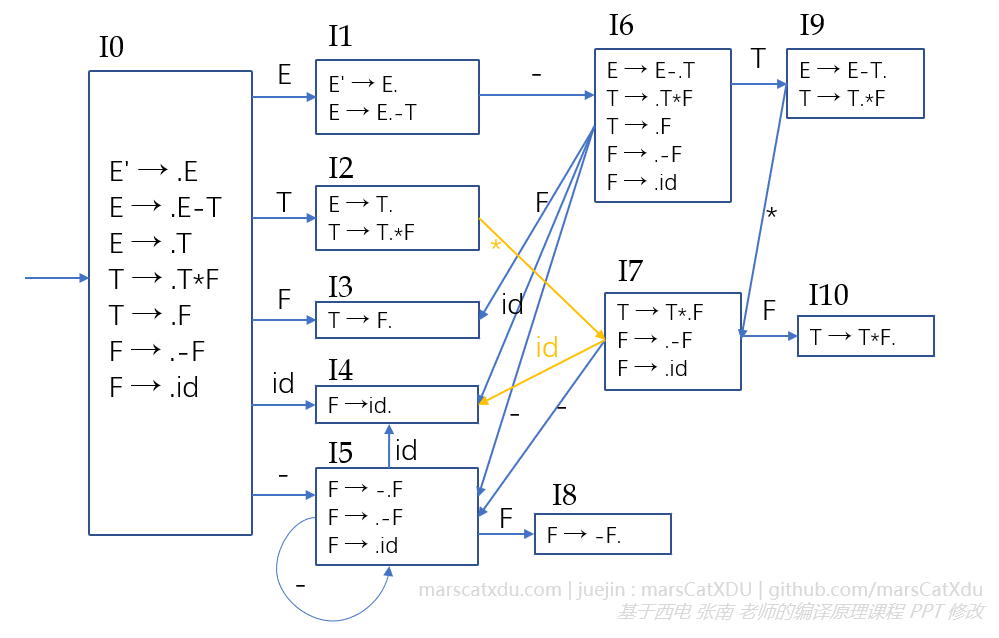 I0
E' → .E
E → .E-T
E → .T
T → .T*F
T → .F
F → .-F
F → .id
E
T
F
id
-
I1
E' → E.
E → E.-T
I2
E → T.
T → T.*F
I3
T → F.
I4
F →id.
id
I5
F → -.F
F → .-F
F → .id
-
-
*
F
id
id
-
-
F
I6
E → E-.T
T → .T*F
T → .F
F → .-F
F → .id
T
I9
E → E-T.
T → T.*F
*
I7
T → T*.F
F → .-F
F → .id
F
I10
T → T*F.
I8
F → -F.
marscatxdu.com | juejin : marsCatXDU | github.com/marsCatXdu
基于西电 张南 老师的编译原理课程 PPT 修改